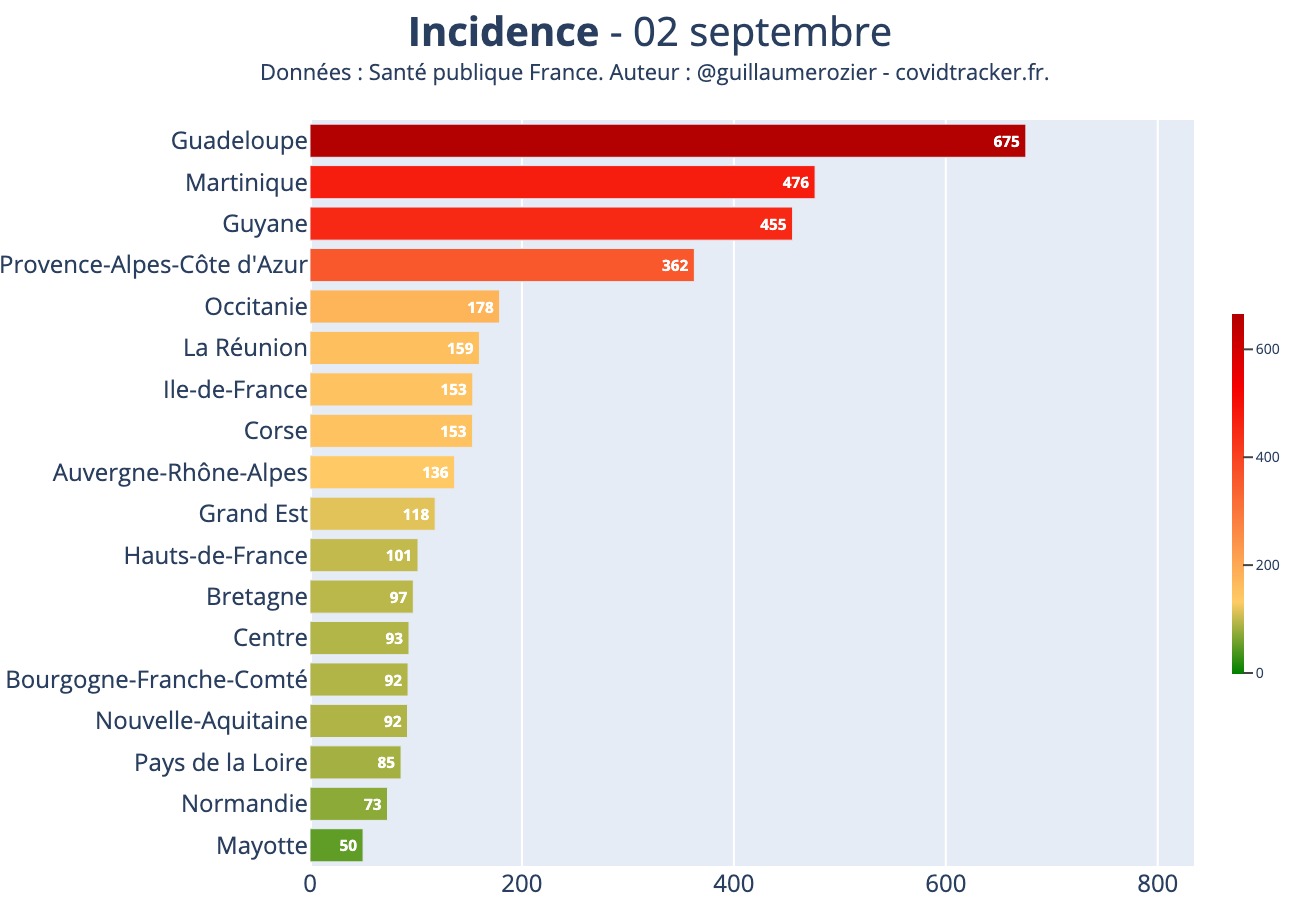 Incidence - 02 septembre
Données : Santé publique France. Auteur : @guillaumerozier - covidtracker.fr.
Guadeloupe 675
Martinique 476
Guyane 455
Provence-Alpes-Côte d'Azur 362
Occitanie 178
La Réunion 159
Ile-de-France 153
Corse 153
Auvergne-Rhône-Alpes 136
Grand Est 118
Hauts-de-France 101
Bretagne 97
Centre 93
Bourgogne-Franche-Comté 92
Nouvelle-Aquitaine 92
Pays de la Loire 85
Normandie 73
Mayotte 50
0 200 400 600 800
600
400
200
0